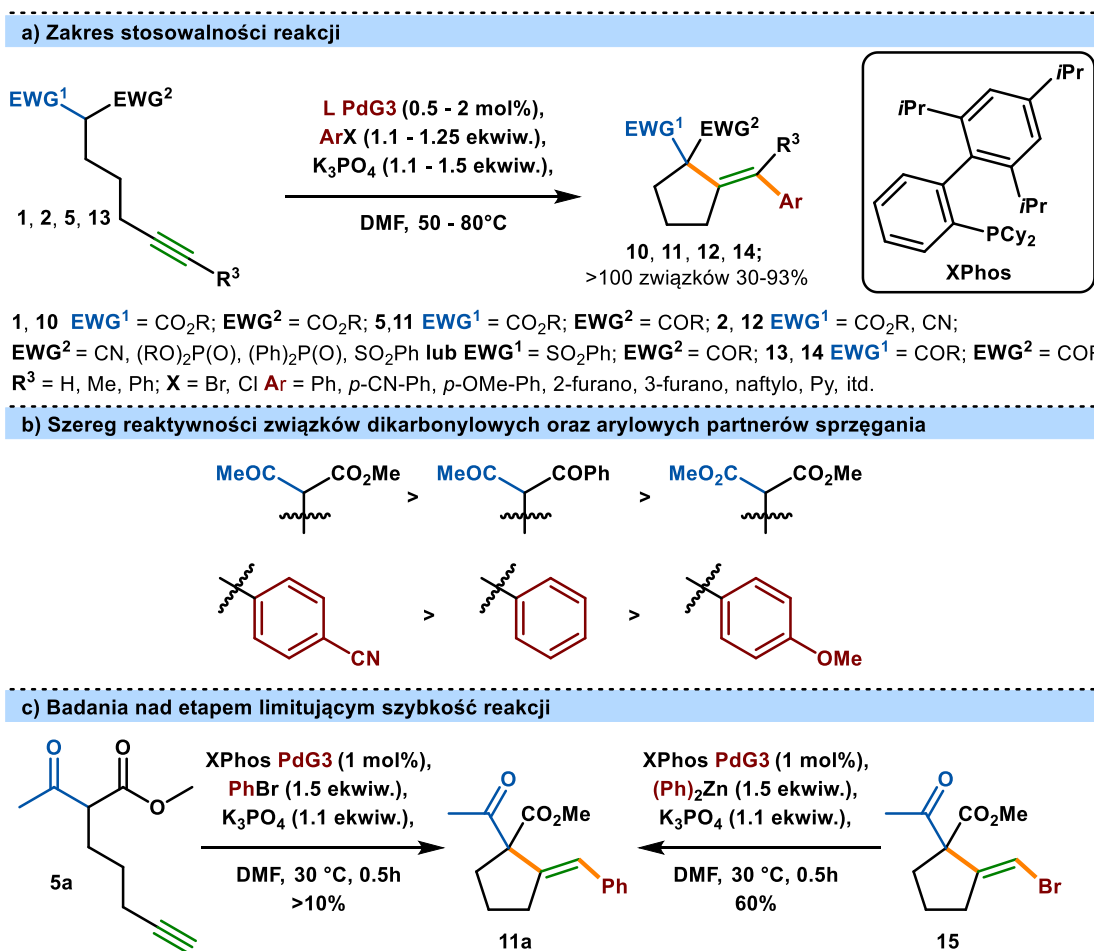 a) Zakres stosowalności reakcji
EWG¹ EWG²
1, 2, 5, 13
R³
L PdG3 (0.5 - 2 mol%),
ArX (1.1 - 1.25 ekwiw.),
K₃PO₄ (1.1 - 1.5 ekwiw.),
DMF, 50 - 80°C
EWG¹ EWG² R³
Ar
10, 11, 12, 14;
>100 związków 30-93%
iPr
iPr
iPr
PCy₂
XPhos
1, 10 EWG¹ = CO₂R; EWG² = CO₂R; 5,11 EWG¹ = CO₂R; EWG² = COR; 2, 12 EWG¹ = CO₂R, CN;
EWG² = CN, (RO)₂P(O), (Ph)₂P(O), SO₂Ph lub EWG¹ = SO₂Ph; EWG² = COR; 13, 14 EWG¹ = COR; EWG² = COR
R³ = H, Me, Ph; X = Br, Cl Ar = Ph, p-CN-Ph, p-OMe-Ph, 2-furano, 3-furano, naftylo, Py, itd.
b) Szereg reaktywności związków dikarbonylowych oraz arylowych partnerów sprzęgania
MeOC CO₂Me > MeOC COPh > MeO₂C CO₂Me
CN > > OMe
c) Badania nad etapem limitującym szybkość reakcji
O O
O
5a
XPhos PdG3 (1 mol%),
PhBr (1.5 ekwiw.),
K₃PO₄ (1.1 ekwiw.),
DMF, 30 °C, 0.5h
>10%
O
CO₂Me
Ph
11a
XPhos PdG3 (1 mol%),
(Ph)₂Zn (1.5 ekwiw.),
K₃PO₄ (1.1 ekwiw.),
DMF, 30 °C, 0.5h
60%
O
CO₂Me
Br
15